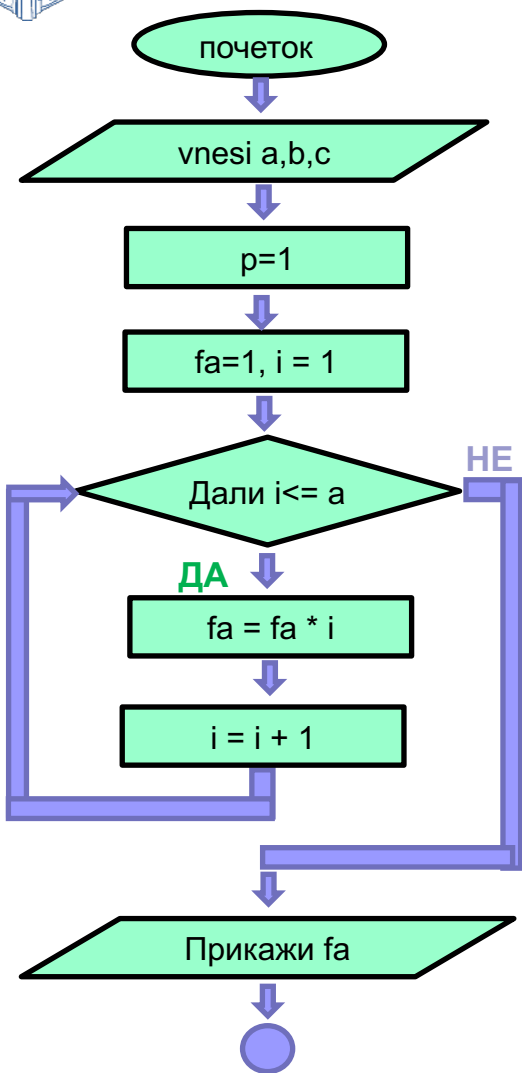 почеток
vnesi a,b,c
p=1
fa=1, i = 1
НЕ
Дали i<= a
ДА
fa = fa * i
i = i + 1
Прикажи fa